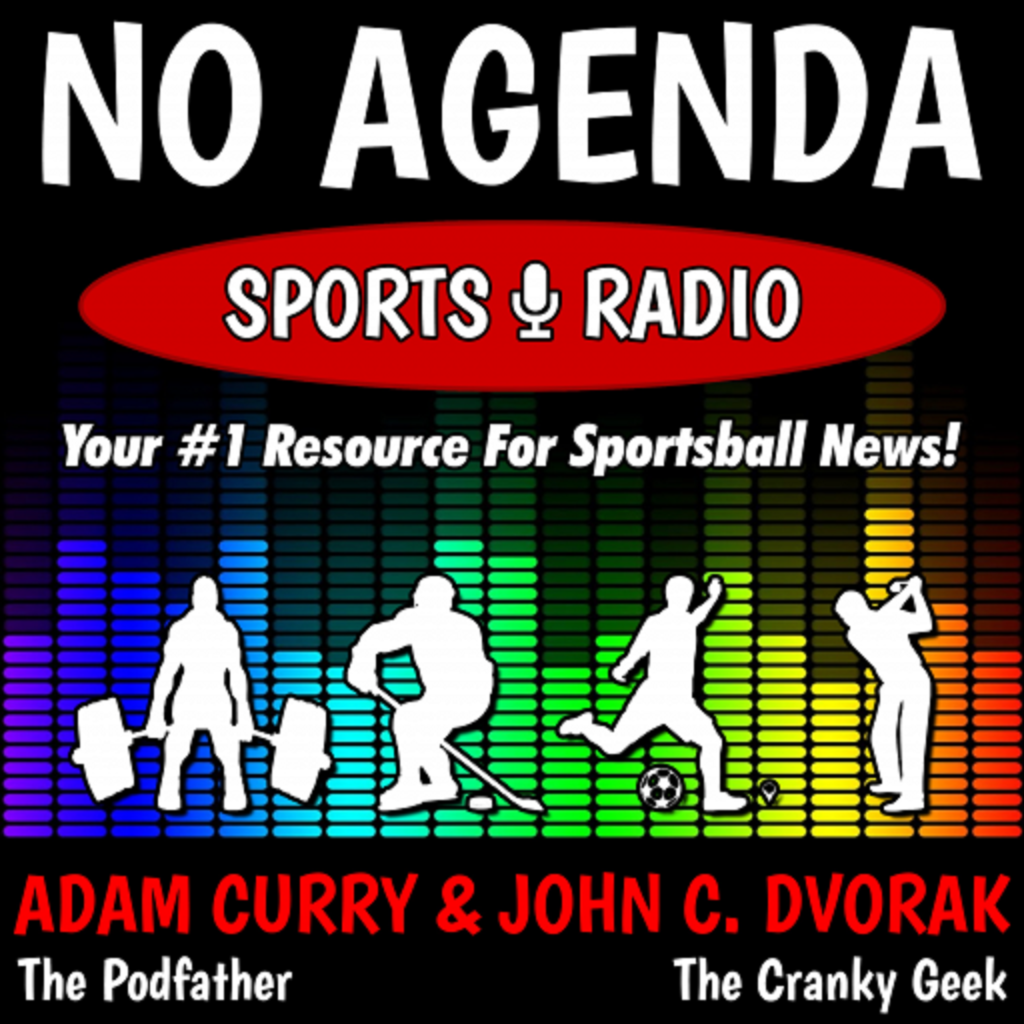 NO AGENDA
SPORTS RADIO
Your #1 Resource For Sportsball News!
ADAM CURRY & JOHN C. DVORAK
The Podfather The Cranky Geek